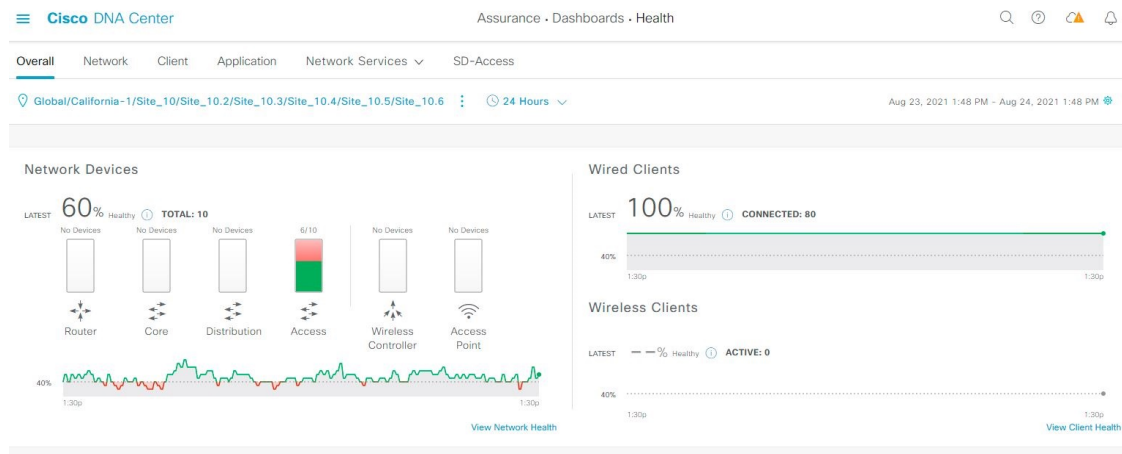 Cisco DNA Center
Assurance · Dashboards · Health
Overall Network Client Application Network Services SD-Access
Global/California-1/Site_10/Site_10.2/Site_10.3/Site_10.4/Site_10.5/Site_10.6
24 Hours
Aug 23, 2021 1:48 PM - Aug 24, 2021 1:48 PM
Network Devices
LATEST 60% Healthy TOTAL: 10
No Devices No Devices No Devices 6/10 No Devices No Devices
Router Core Distribution Access Wireless Controller Access Point
40%
1:30p 1:30p
View Network Health
Wired Clients
LATEST 100% Healthy CONNECTED: 80
40%
1:30p 1:30p
Wireless Clients
LATEST – –% Healthy ACTIVE: 0
40%
1:30p 1:30p
View Client Health